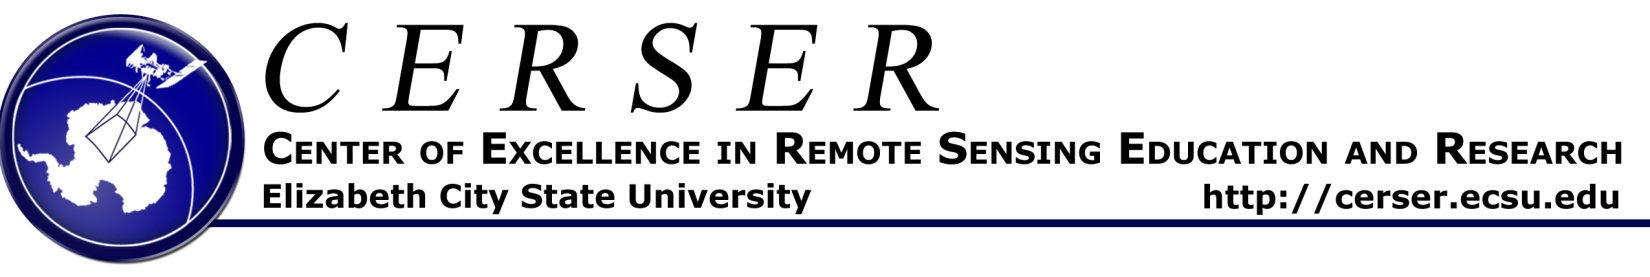 C E R S E R
CENTER OF EXCELLENCE IN REMOTE SENSING EDUCATION AND RESEARCH
Elizabeth City State University http://cerser.ecsu.edu